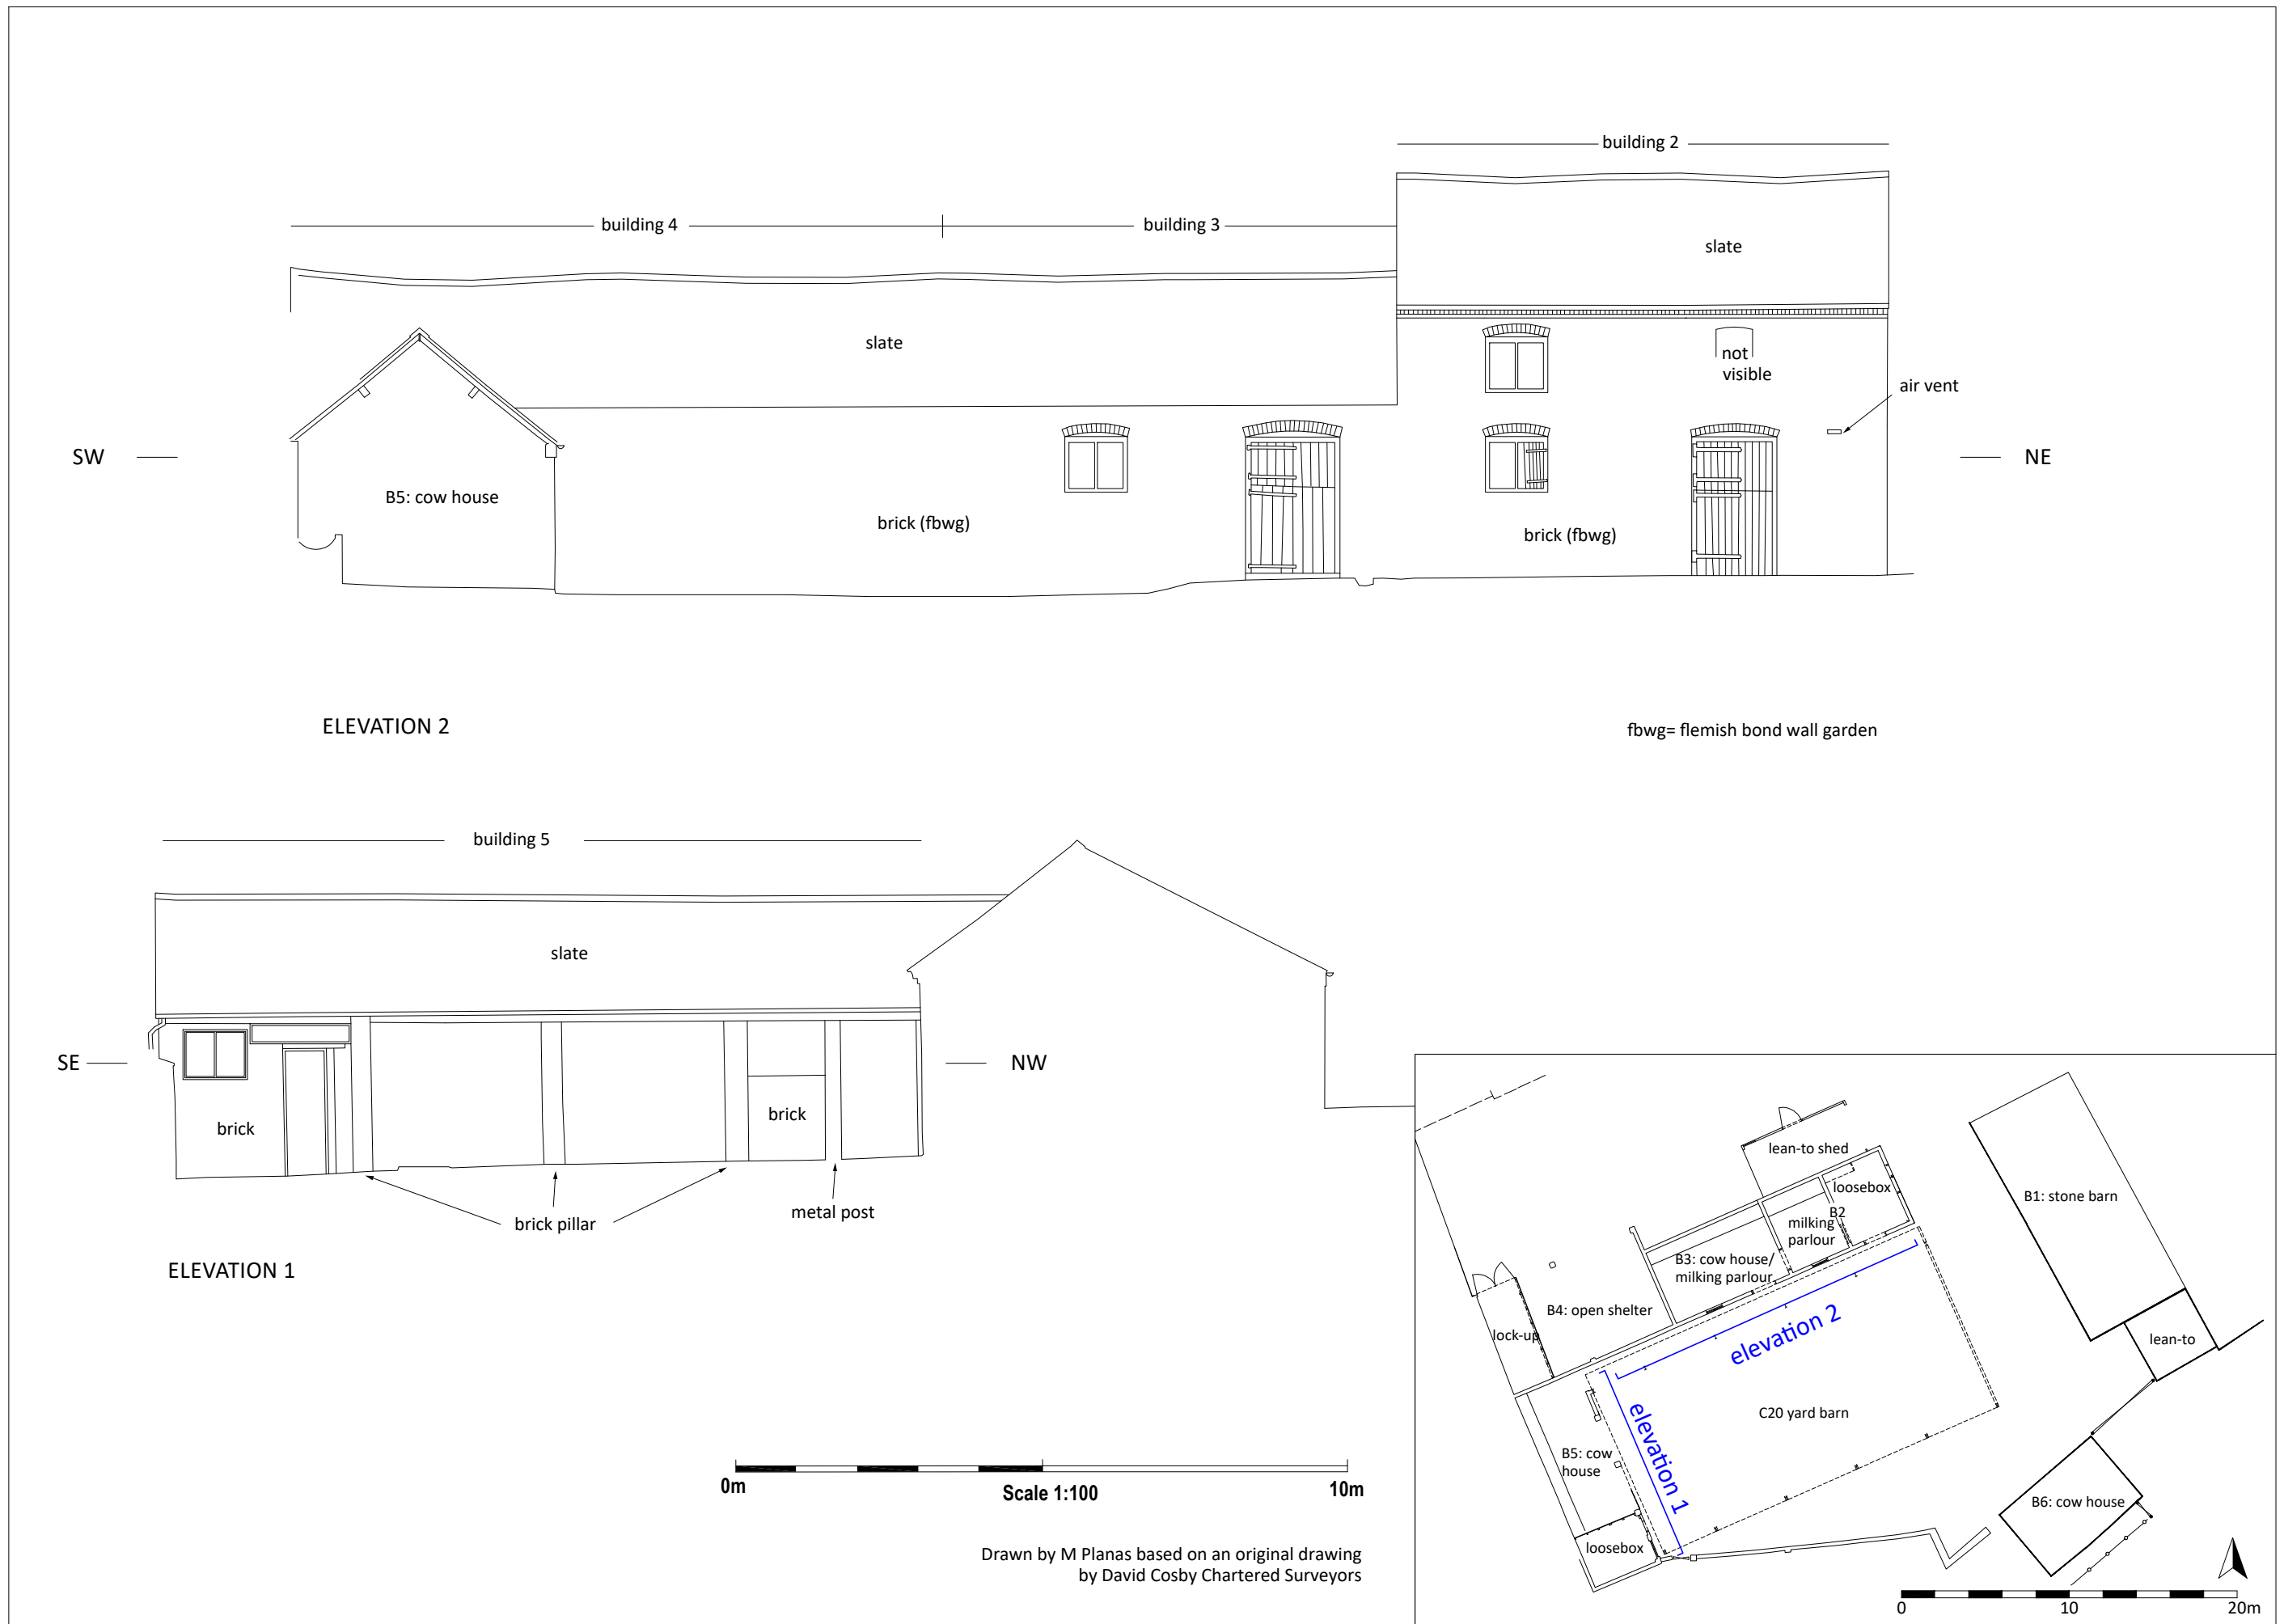 building 2
building 4
building 3
slate
slate
not
visible
air vent
SW
NE
B5: cow house
brick (fbwg)
brick (fbwg)
ELEVATION 2
fbwg= flemish bond wall garden
building 5
slate
SE
NW
brick
brick
brick pillar
metal post
ELEVATION 1
0m
Scale 1:100
10m
Drawn by M Planas based on an original drawing
by David Cosby Chartered Surveyors
lean-to shed
loosebox
B2
milking
parlour
B1: stone barn
B3: cow house/
milking parlour
B4: open shelter
lock-up
elevation 2
lean-to
elevation 1
C20 yard barn
B5: cow
house
B6: cow house
loosebox
0
10
20m